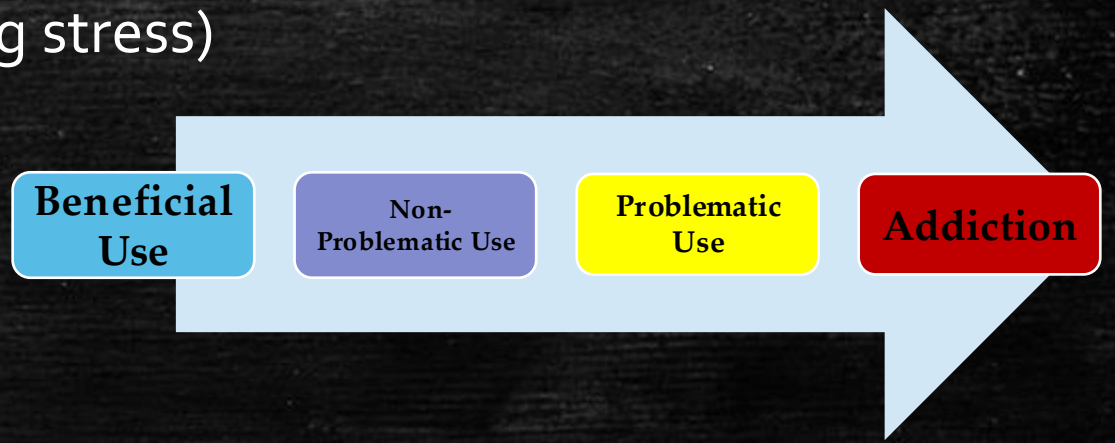 g stress)
Beneficial
Use
Non-
Problematic Use
Problematic
Use
Addiction